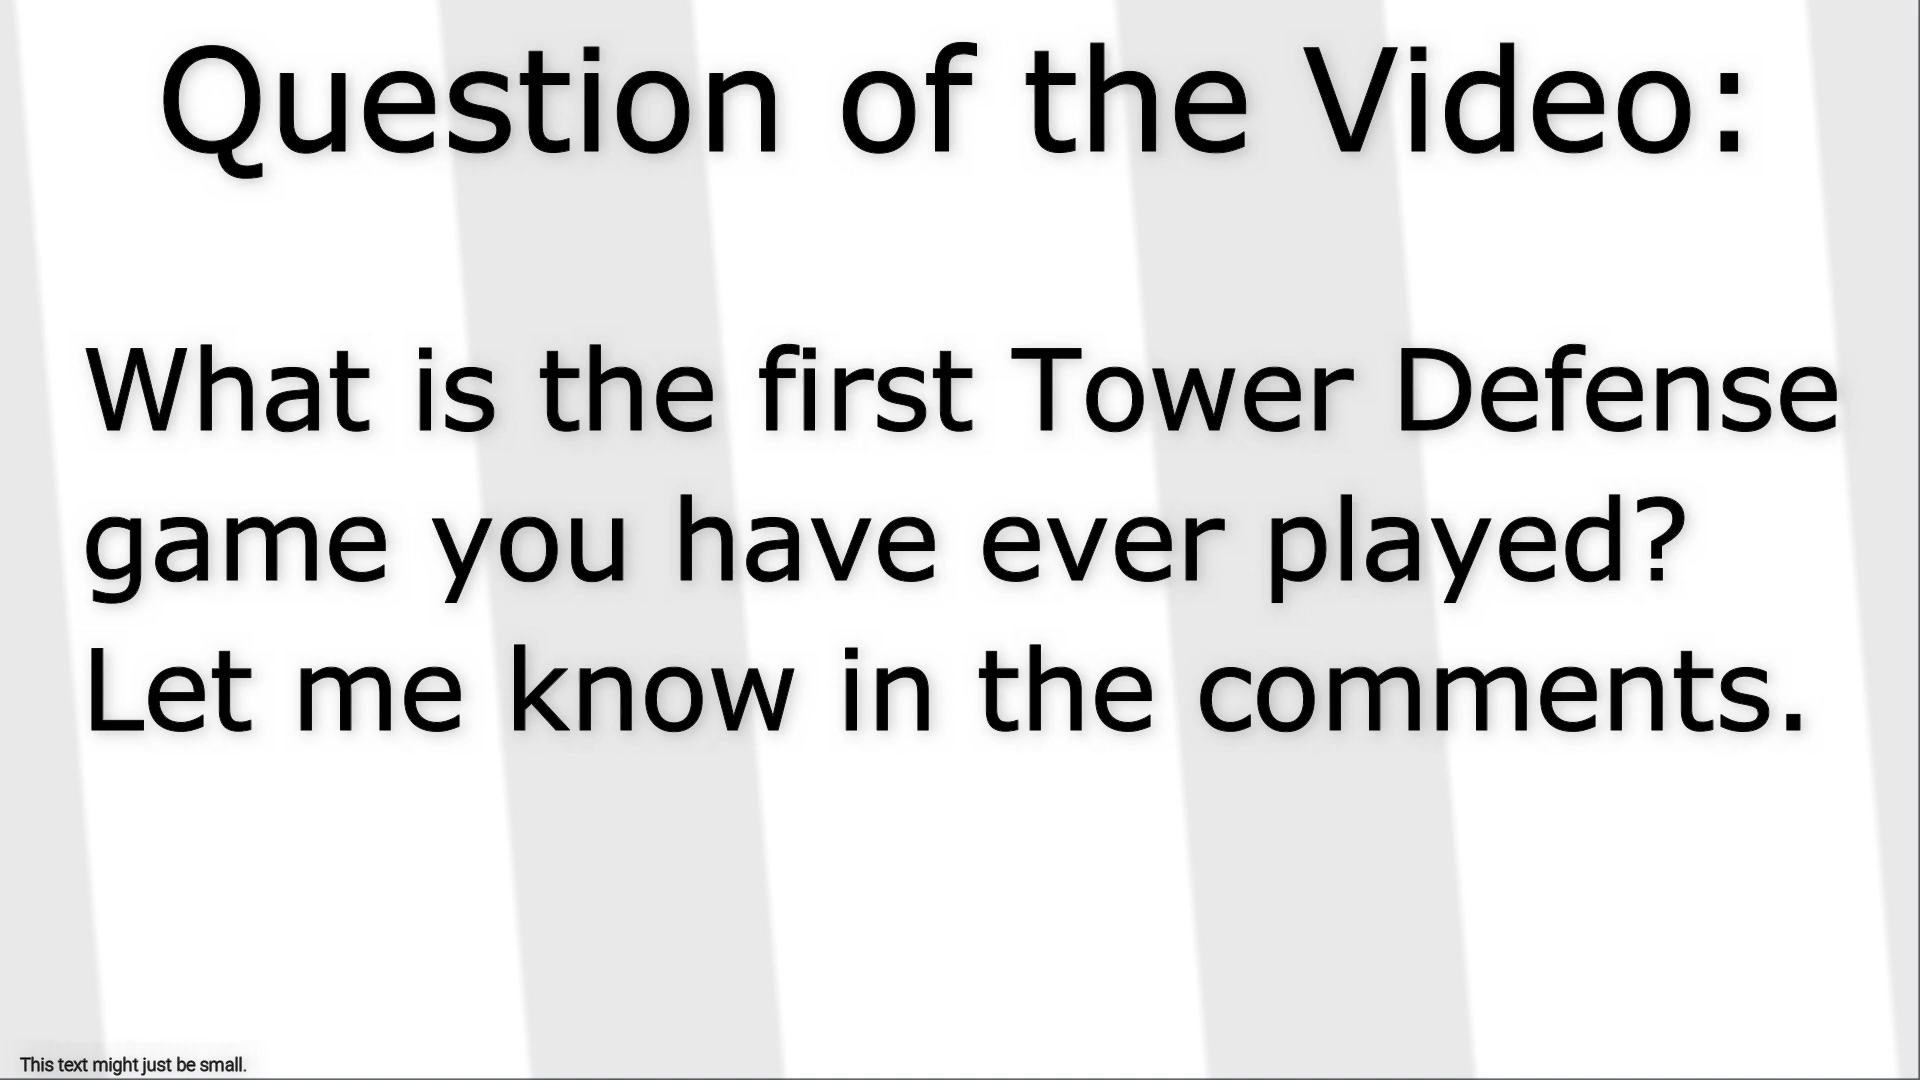 Question of the Video:
What is the first Tower Defense
game you have ever played?
Let me know in the comments.
This text might just be small.